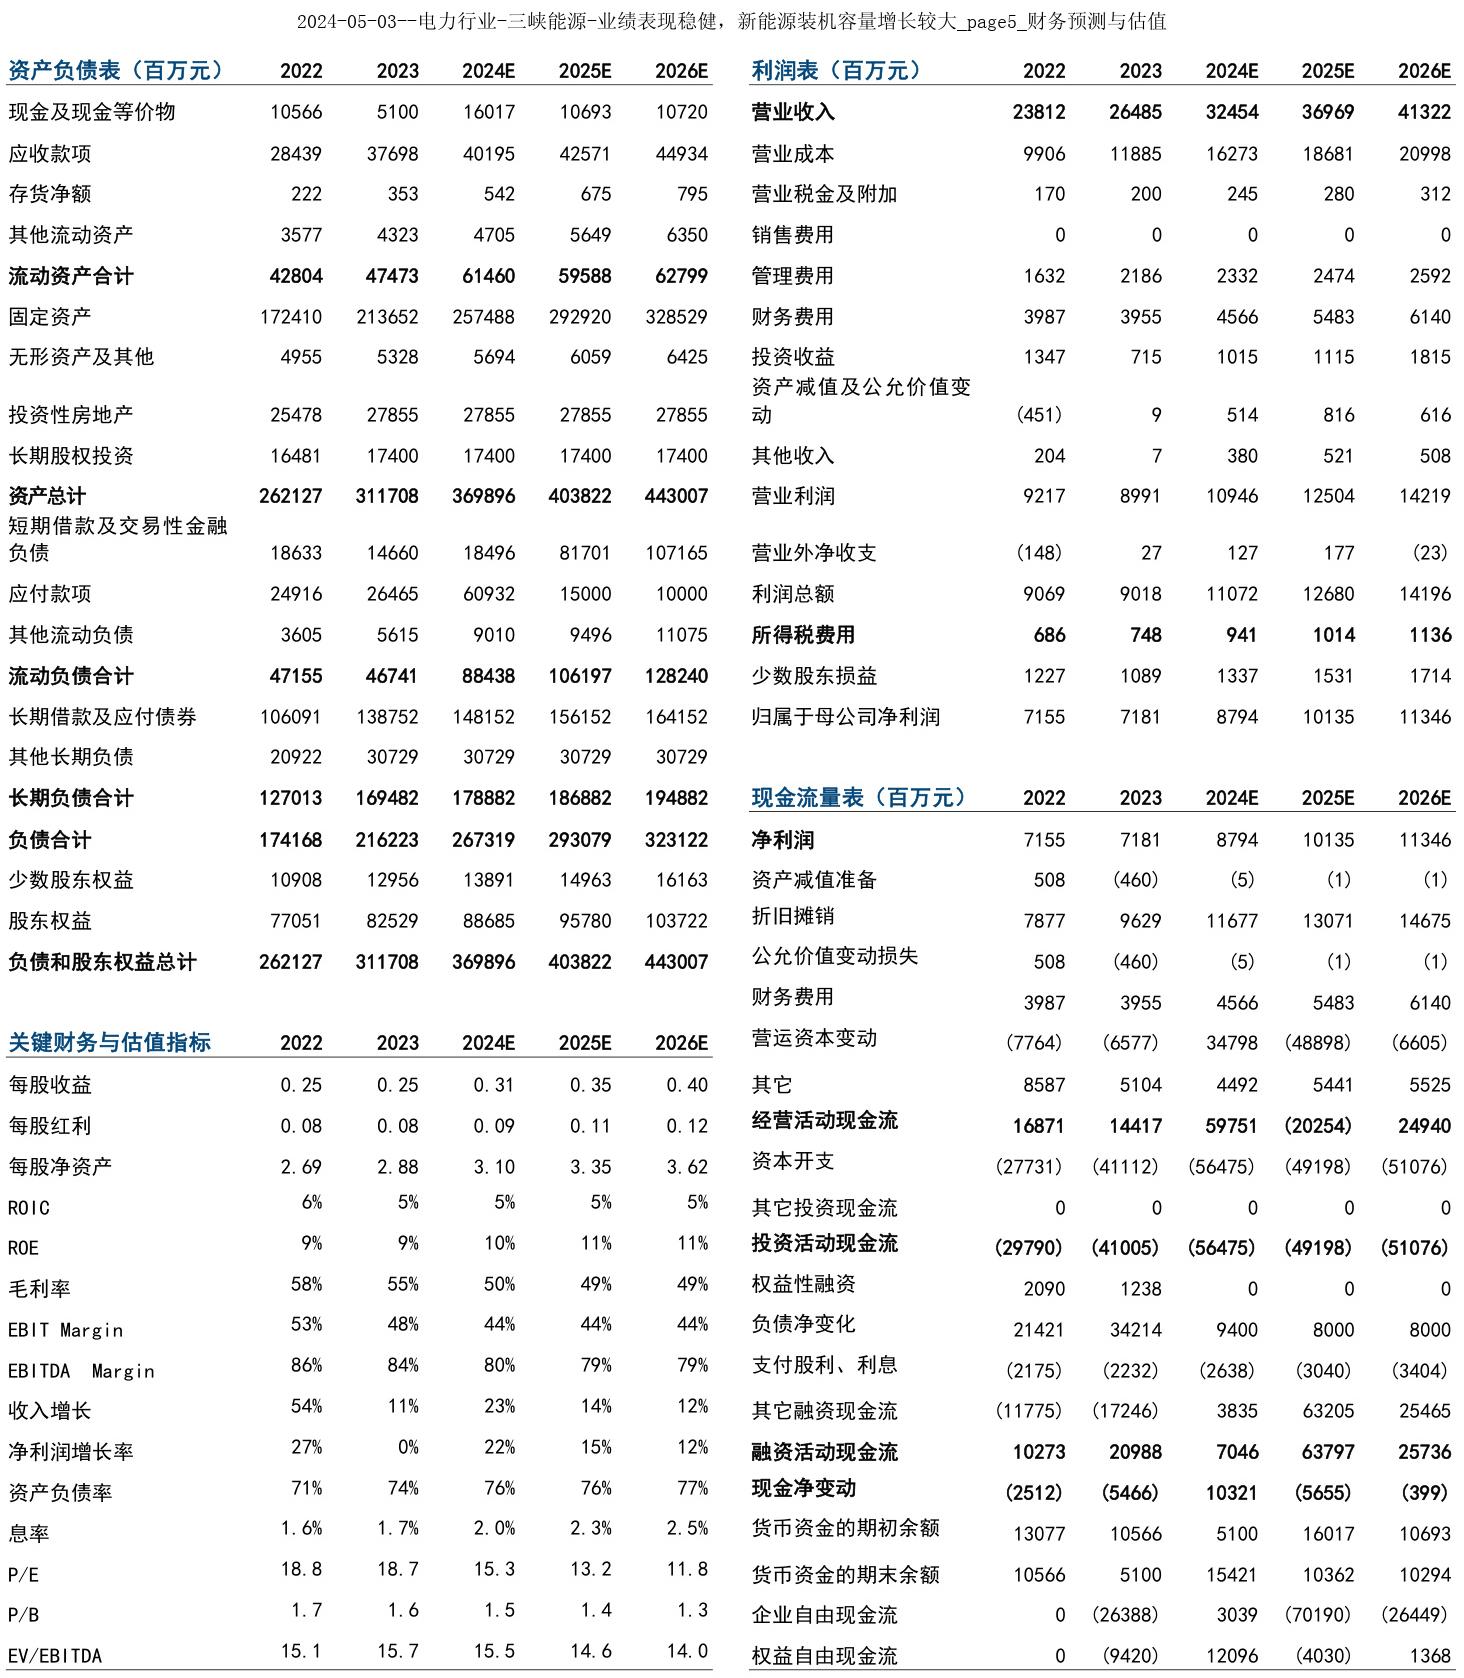 2024-05-03--电力行业-三峡能源-业绩表现稳健，新能源装机容量增长较大_page5_财务预测与估值
资产负债表（百万元） 2022 2023 2024E 2025E 2026E
现金及现金等价物 10566 5100 16017 10693 10720
应收款项 28439 37698 40195 42571 44934
存货净额 222 353 542 675 795
其他流动资产 3577 4323 4705 5649 6350
流动资产合计 42804 47473 61460 59588 62799
固定资产 172410 213652 257488 292920 328529
无形资产及其他 4955 5328 5694 6059 6425
投资性房地产 25478 27855 27855 27855 27855
长期股权投资 16481 17400 17400 17400 17400
资产总计 262127 311708 369896 403822 443007
短期借款及交易性金融
负债 18633 14660 18496 81701 107165
应付款项 24916 26465 60932 15000 10000
其他流动负债 3605 5615 9010 9496 11075
流动负债合计 47155 46741 88438 106197 128240
长期借款及应付债券 106091 138752 148152 156152 164152
其他长期负债 20922 30729 30729 30729 30729
长期负债合计 127013 169482 178882 186882 194882
负债合计 174168 216223 267319 293079 323122
少数股东权益 10908 12956 13891 14963 16163
股东权益 77051 82529 88685 95780 103722
负债和股东权益总计 262127 311708 369896 403822 443007
关键财务与估值指标 2022 2023 2024E 2025E 2026E
每股收益 0.25 0.25 0.31 0.35 0.40
每股红利 0.08 0.08 0.09 0.11 0.12
每股净资产 2.69 2.88 3.10 3.35 3.62
ROIC 6% 5% 5% 5% 5%
ROE 9% 9% 10% 11% 11%
毛利率 58% 55% 50% 49% 49%
EBIT Margin 53% 48% 44% 44% 44%
EBITDA Margin 86% 84% 80% 79% 79%
收入增长 54% 11% 23% 14% 12%
净利润增长率 27% 0% 22% 15% 12%
资产负债率 71% 74% 76% 76% 77%
息率 1.6% 1.7% 2.0% 2.3% 2.5%
P/E 18.8 18.7 15.3 13.2 11.8
P/B 1.7 1.6 1.5 1.4 1.3
EV/EBITDA 15.1 15.7 15.5 14.6 14.0
利润表（百万元） 2022 2023 2024E 2025E 2026E
营业收入 23812 26485 32454 36969 41322
营业成本 9906 11885 16273 18681 20998
营业税金及附加 170 200 245 280 312
销售费用 0 0 0 0 0
管理费用 1632 2186 2332 2474 2592
财务费用 3987 3955 4566 5483 6140
投资收益 1347 715 1015 1115 1815
资产减值及公允价值变
动 (451) 9 514 816 616
其他收入 204 7 380 521 508
营业利润 9217 8991 10946 12504 14219
营业外净收支 (148) 27 127 177 (23)
利润总额 9069 9018 11072 12680 14196
所得税费用 686 748 941 1014 1136
少数股东损益 1227 1089 1337 1531 1714
归属于母公司净利润 7155 7181 8794 10135 11346
现金流量表（百万元） 2022 2023 2024E 2025E 2026E
净利润 7155 7181 8794 10135 11346
资产减值准备 508 (460) (5) (1) (1)
折旧摊销 7877 9629 11677 13071 14675
公允价值变动损失 508 (460) (5) (1) (1)
财务费用 3987 3955 4566 5483 6140
营运资本变动 (7764) (6577) 34798 (48898) (6605)
其它 8587 5104 4492 5441 5525
经营活动现金流 16871 14417 59751 (20254) 24940
资本开支 (27731) (41112) (56475) (49198) (51076)
其它投资现金流 0 0 0 0 0
投资活动现金流 (29790) (41005) (56475) (49198) (51076)
权益性融资 2090 1238 0 0 0
负债净变化 21421 34214 9400 8000 8000
支付股利、利息 (2175) (2232) (2638) (3040) (3404)
其它融资现金流 (11775) (17246) 3835 63205 25465
融资活动现金流 10273 20988 7046 63797 25736
现金净变动 (2512) (5466) 10321 (5655) (399)
货币资金的期初余额 13077 10566 5100 16017 10693
货币资金的期末余额 10566 5100 15421 10362 10294
企业自由现金流 0 (26388) 3039 (70190) (26449)
权益自由现金流 0 (9420) 12096 (4030) 1368